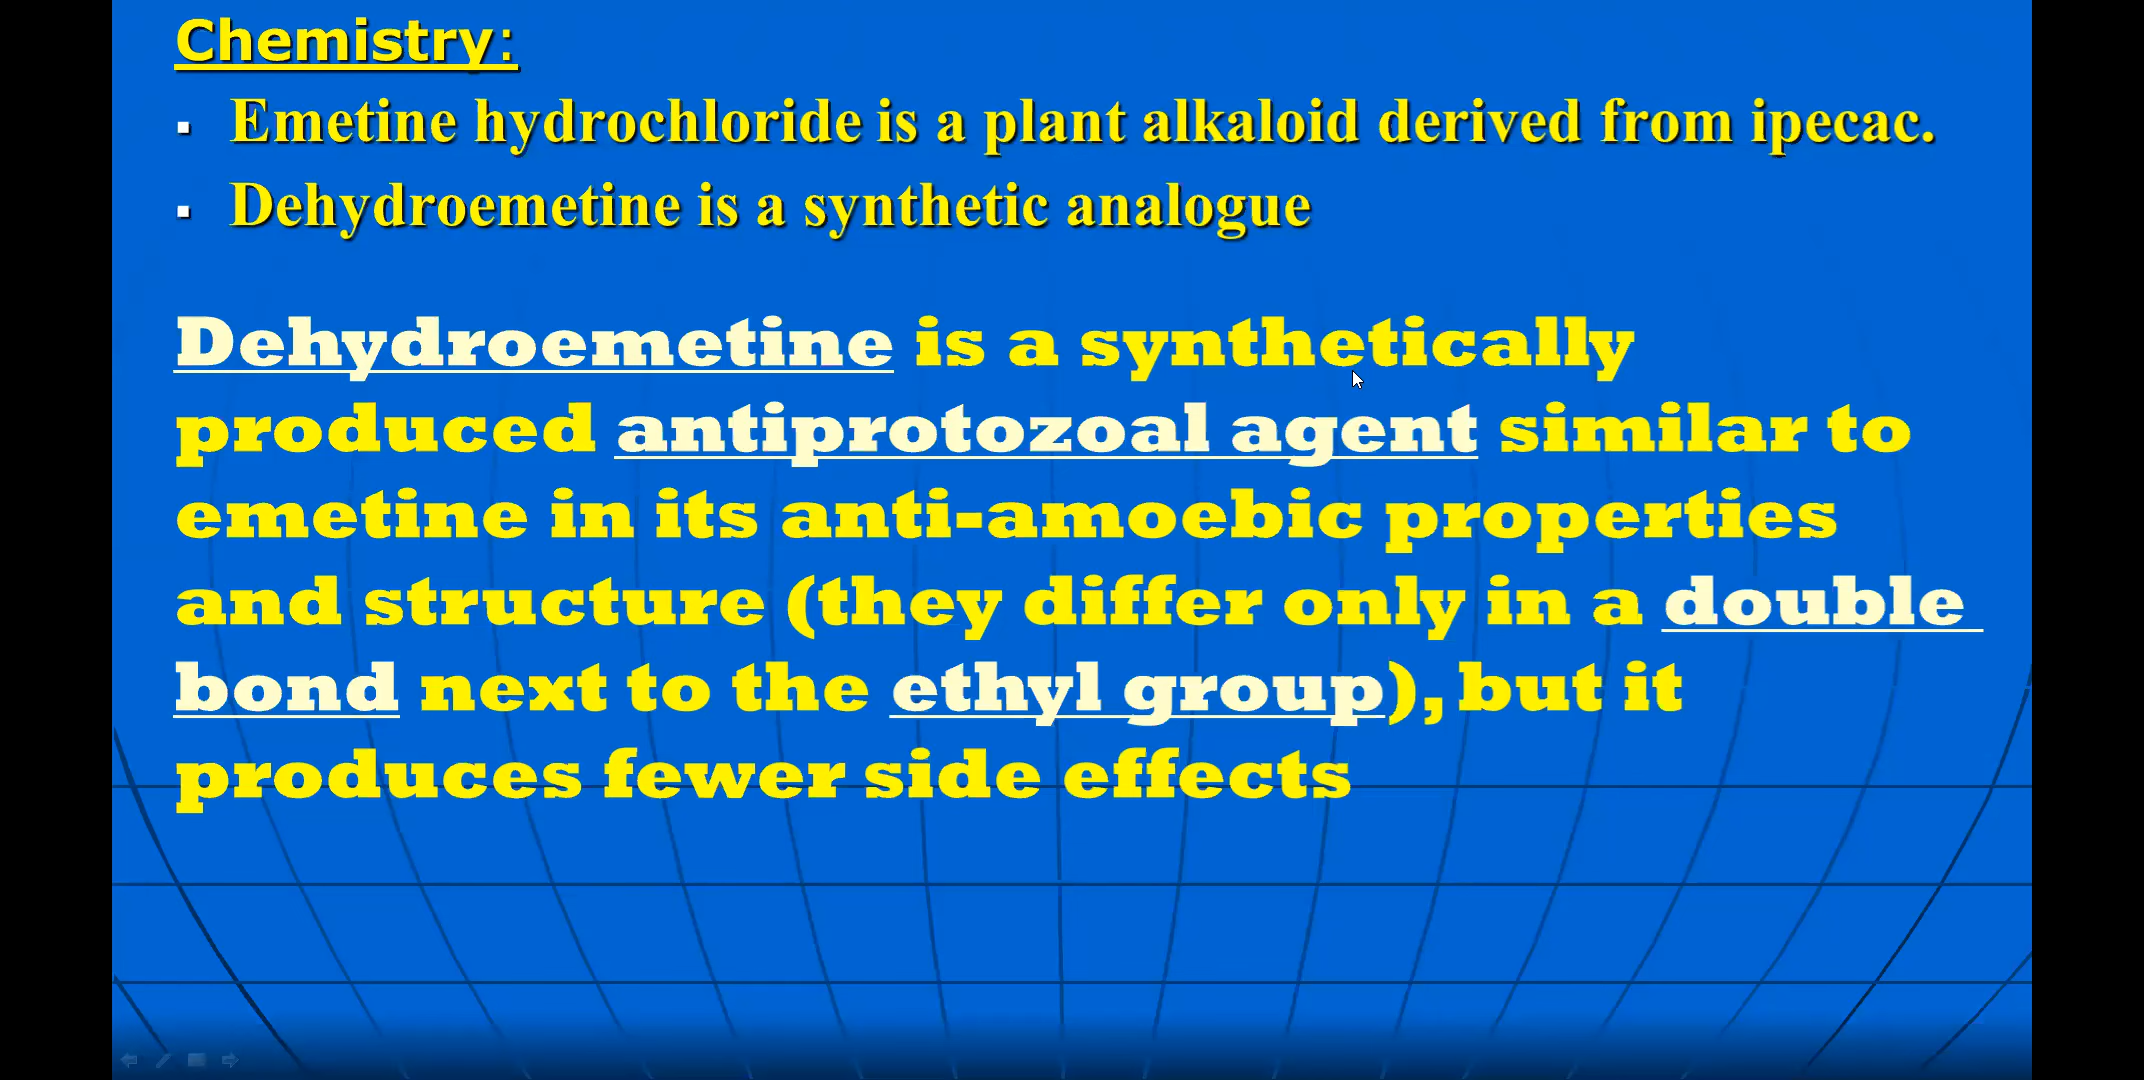 Chemistry:
▪ Emetine hydrochloride is a plant alkaloid derived from ipecac.
▪ Dehydroemetine is a synthetic analogue
Dehydroemetine is a synthetically
produced antiprotozoal agent similar to
emetine in its anti-amoebic properties
and structure (they differ only in a double
bond next to the ethyl group), but it
produces fewer side effects